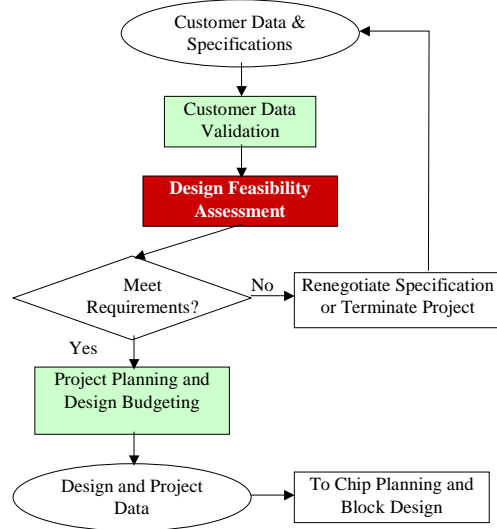 Customer Data &
Specifications
Customer Data
Validation
Design Feasibility
Assessment
Meet
Requirements?
No
Renegotiate Specification
or Terminate Project
Yes
Project Planning and
Design Budgeting
Design and Project
Data
To Chip Planning and
Block Design